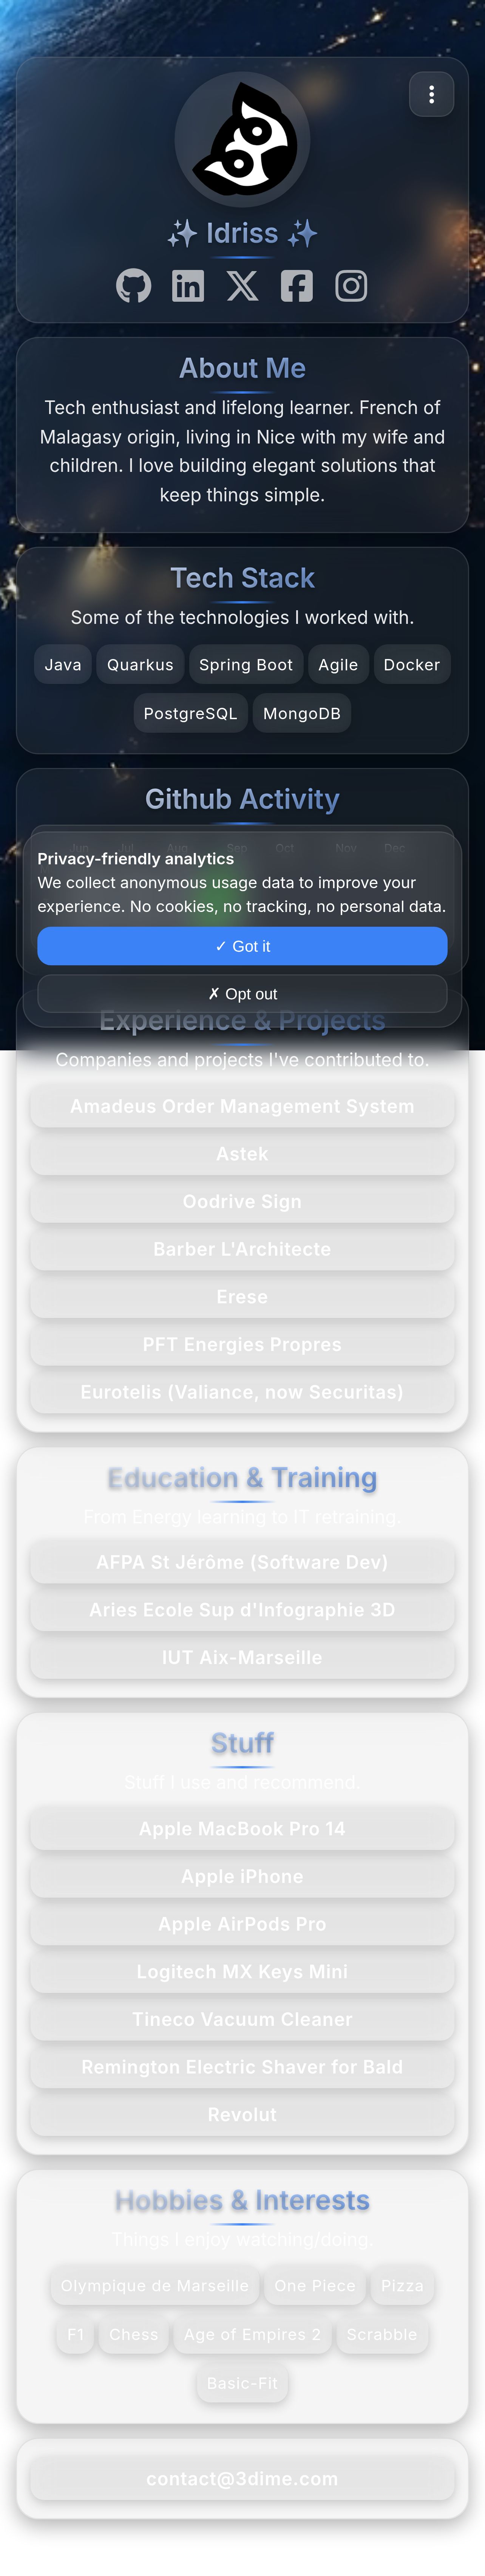 ✨ Idriss ✨
About Me
Tech enthusiast and lifelong learner. French of
Malagasy origin, living in Nice with my wife and
children. I love building elegant solutions that
keep things simple.
Tech Stack
Some of the technologies I worked with.
Java Quarkus Spring Boot Agile Docker
PostgreSQL MongoDB
Github Activity
Jun Jul Aug Sep Oct Nov Dec
Privacy-friendly analytics
We collect anonymous usage data to improve your
experience. No cookies, no tracking, no personal data.
✓ Got it
✗ Opt out
Experience & Projects
Companies and projects I've contributed to.
Amadeus Order Management System
Astek
Oodrive Sign
Barber L'Architecte
Erese
PFT Energies Propres
Eurotelis (Valiance, now Securitas)
Education & Training
From Energy learning to IT retraining.
AFPA St Jérôme (Software Dev)
Aries Ecole Sup d'Infographie 3D
IUT Aix-Marseille
Stuff
Stuff I use and recommend.
Apple MacBook Pro 14
Apple iPhone
Apple AirPods Pro
Logitech MX Keys Mini
Tineco Vacuum Cleaner
Remington Electric Shaver for Bald
Revolut
Hobbies & Interests
Things I enjoy watching/doing.
Olympique de Marseille One Piece Pizza
F1 Chess Age of Empires 2 Scrabble
Basic-Fit
contact@3dime.com